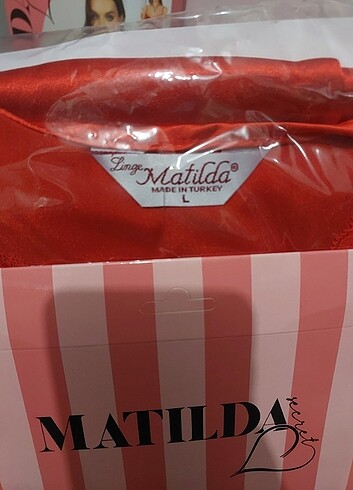 Linge Matilda®
MADE IN TURKEY
L
MATILDA secret